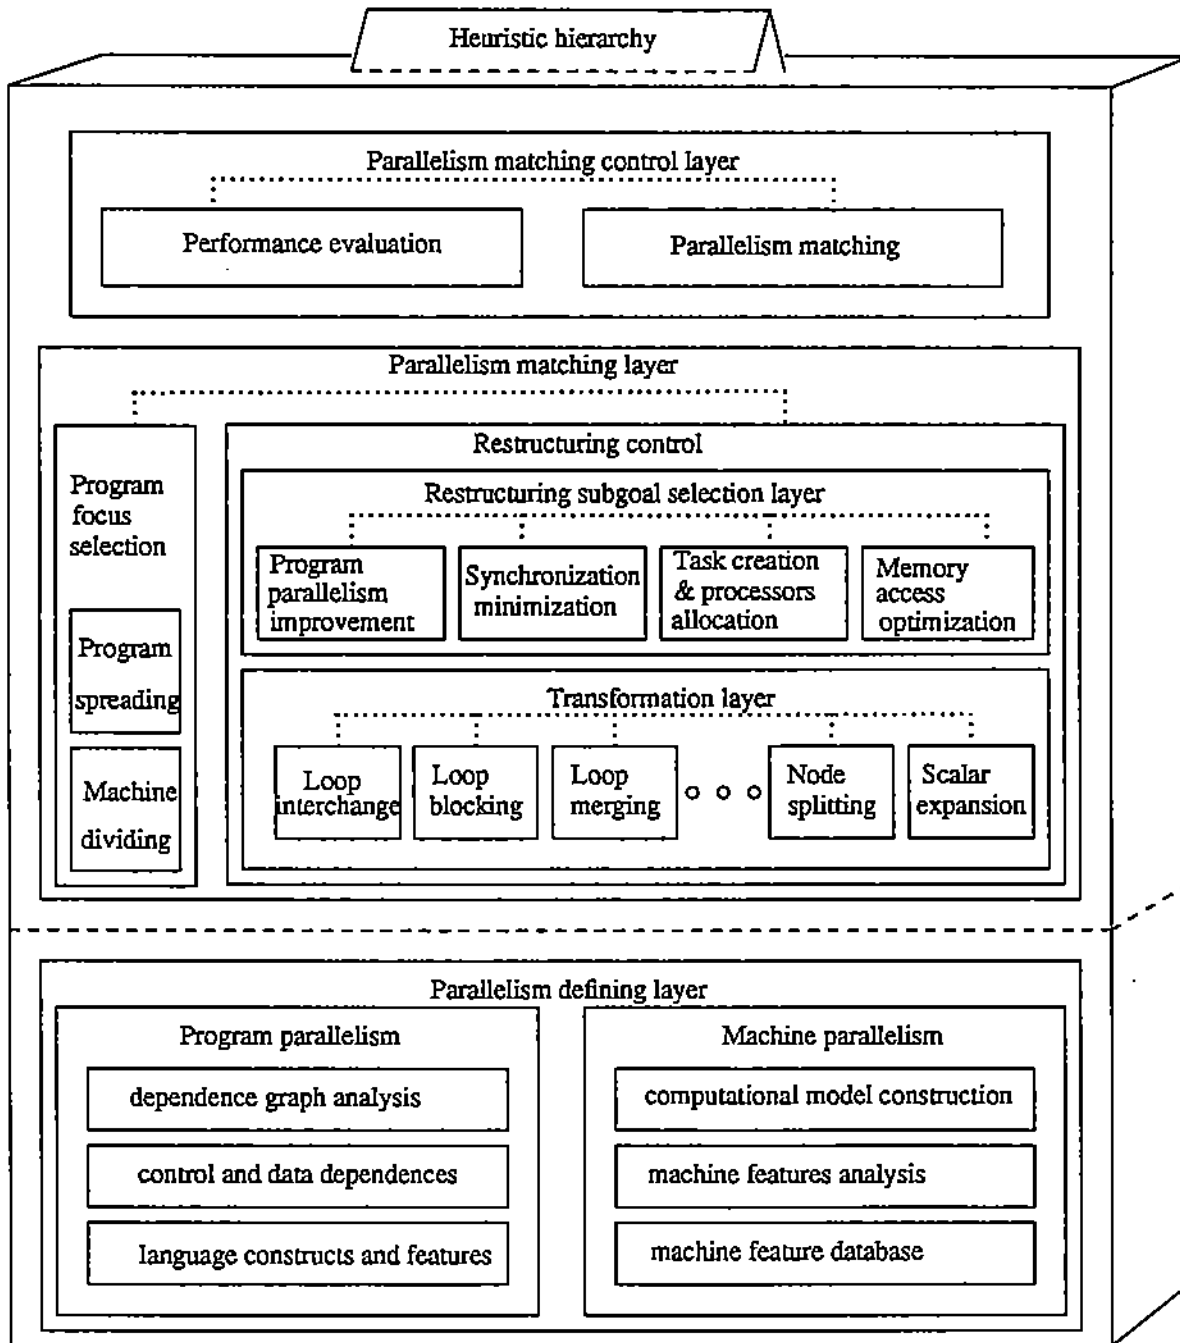 Heuristic hierarchy
Parallelism matching control layer
Performance evaluation
Parallelism matching
Parallelism matching layer
Program
focus
selection
Program
spreading
Machine
dividing
Restructuring control
Restructuring subgoal selection layer
Program
parallelism
improvement
Synchronization
minimization
Task creation
& processors
allocation
Memory
access
optimization
Transformation layer
Loop
interchange
Loop
blocking
Loop
merging
Node
splitting
Scalar
expansion
Parallelism defining layer
Program parallelism
dependence graph analysis
control and data dependences
language constructs and features
Machine parallelism
computational model construction
machine features analysis
machine feature database